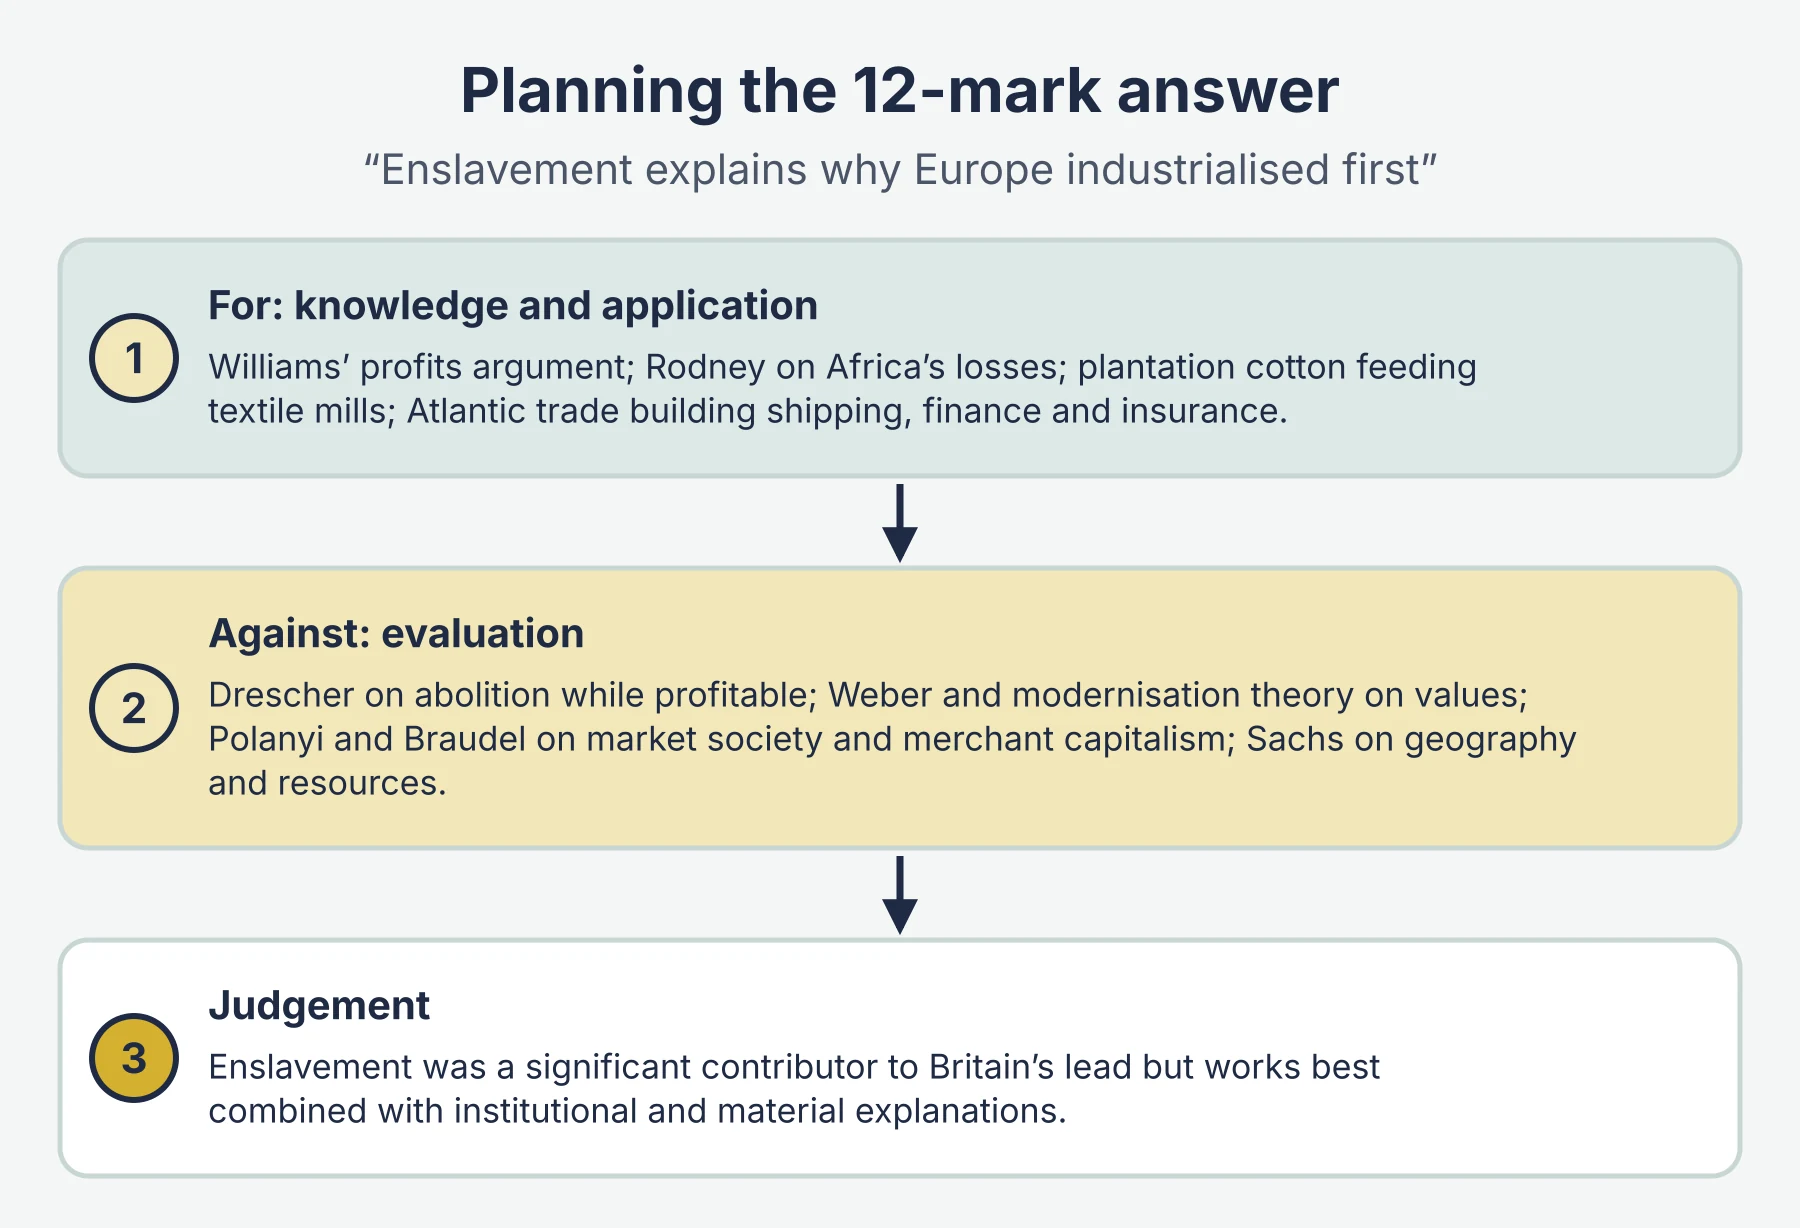 Planning the 12-mark answer
“Enslavement explains why Europe industrialised first”
1
For: knowledge and application
Williams’ profits argument; Rodney on Africa’s losses; plantation cotton feeding
textile mills; Atlantic trade building shipping, finance and insurance.
2
Against: evaluation
Drescher on abolition while profitable; Weber and modernisation theory on values;
Polanyi and Braudel on market society and merchant capitalism; Sachs on geography
and resources.
3
Judgement
Enslavement was a significant contributor to Britain’s lead but works best
combined with institutional and material explanations.